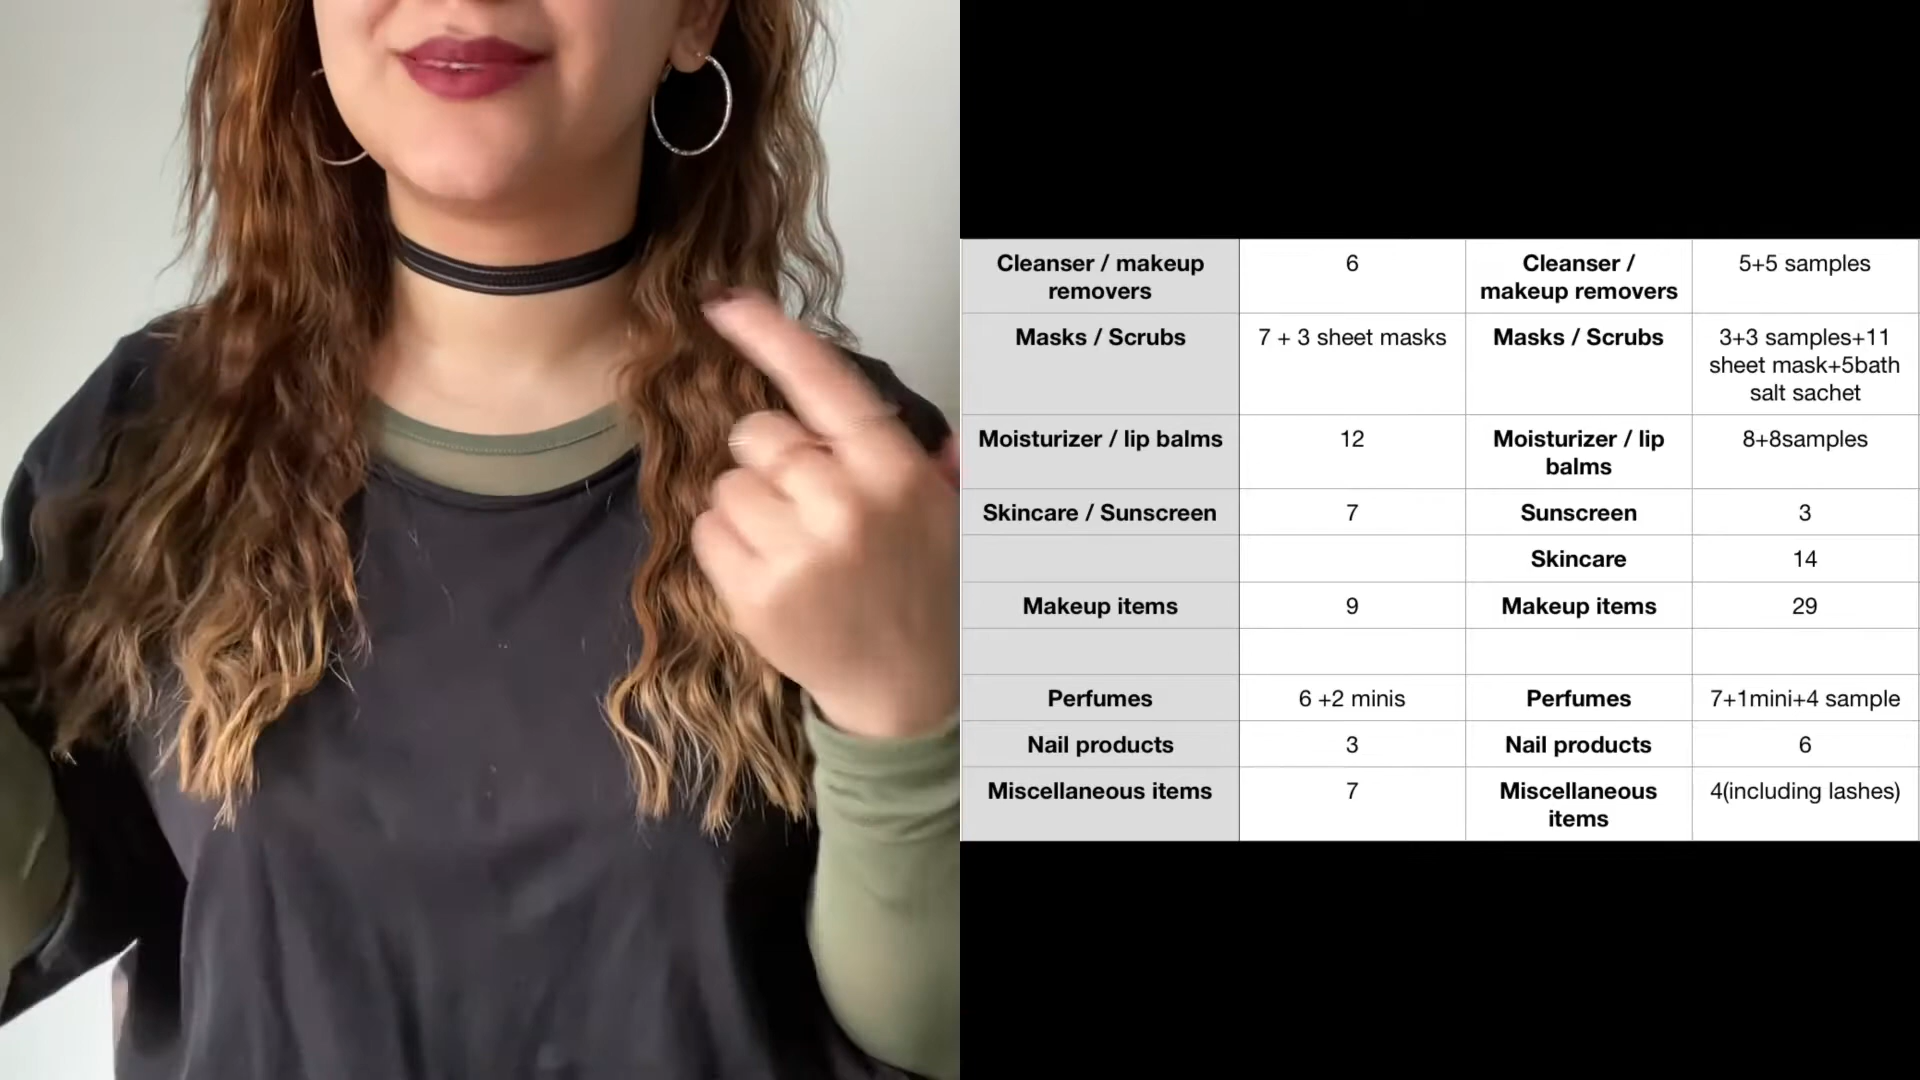 Cleanser / makeup
removers
6
Cleanser /
makeup removers
5+5 samples
Masks / Scrubs
7 + 3 sheet masks
Masks / Scrubs
3+3 samples+11
sheet mask+5bath
salt sachet
Moisturizer / lip balms
12
Moisturizer / lip
balms
8+8samples
Skincare / Sunscreen
7
Sunscreen
3
Skincare
14
Makeup items
9
Makeup items
29
Perfumes
6 +2 minis
Perfumes
7+1mini+4 sample
Nail products
3
Nail products
6
Miscellaneous items
7
Miscellaneous
items
4(including lashes)